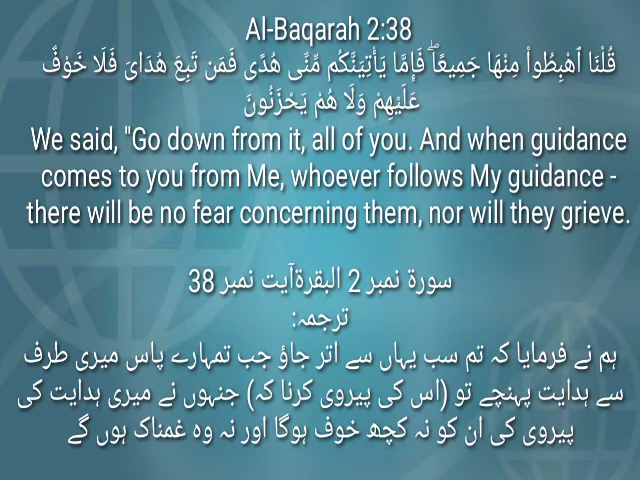 Al-Baqarah 2:38
قُلْنَا ٱهْبِطُوا۟ مِنْهَا جَمِيعًا ۖ فَإِمَّا يَأْتِيَنَّكُم مِّنِّى هُدًى فَمَن تَبِعَ هُدَاىَ فَلَا خَوْفٌ
عَلَيْهِمْ وَلَا هُمْ يَحْزَنُونَ
We said, "Go down from it, all of you. And when guidance
comes to you from Me, whoever follows My guidance -
there will be no fear concerning them, nor will they grieve.
سورة نمبر 2 البقرةآیت نمبر 38
ترجمہ:
ہم نے فرمایا کہ تم سب یہاں سے اتر جاؤ جب تمہارے پاس میری طرف
سے ہدایت پہنچے تو (اس کی پیروی کرنا کہ) جنہوں نے میری ہدایت کی
پیروی کی ان کو نہ کچھ خوف ہوگا اور نہ وہ غمناک ہوں گے